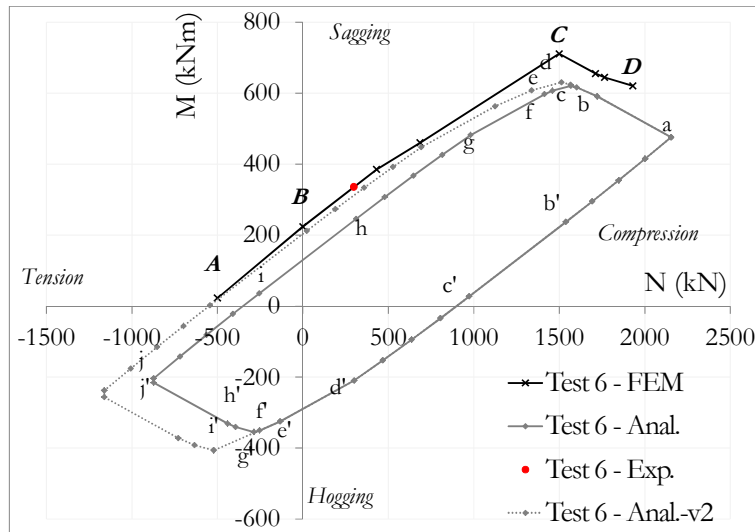 800
Sagging
C
M (kNm)
d
D
600
e
c
b
f
a
400
g
B
200
h
b'
Compression
A
Tension
i
c'
N (kN)
0
-1500
-1000
-500
0
500
1000
1500
2000
2500
j
j'
-200
h'
d'
Test 6 - FEM
i'
f'
e'
Test 6 - Anal.
-400
g'
Test 6 - Exp.
Hogging
Test 6 - Anal.-v2
-600